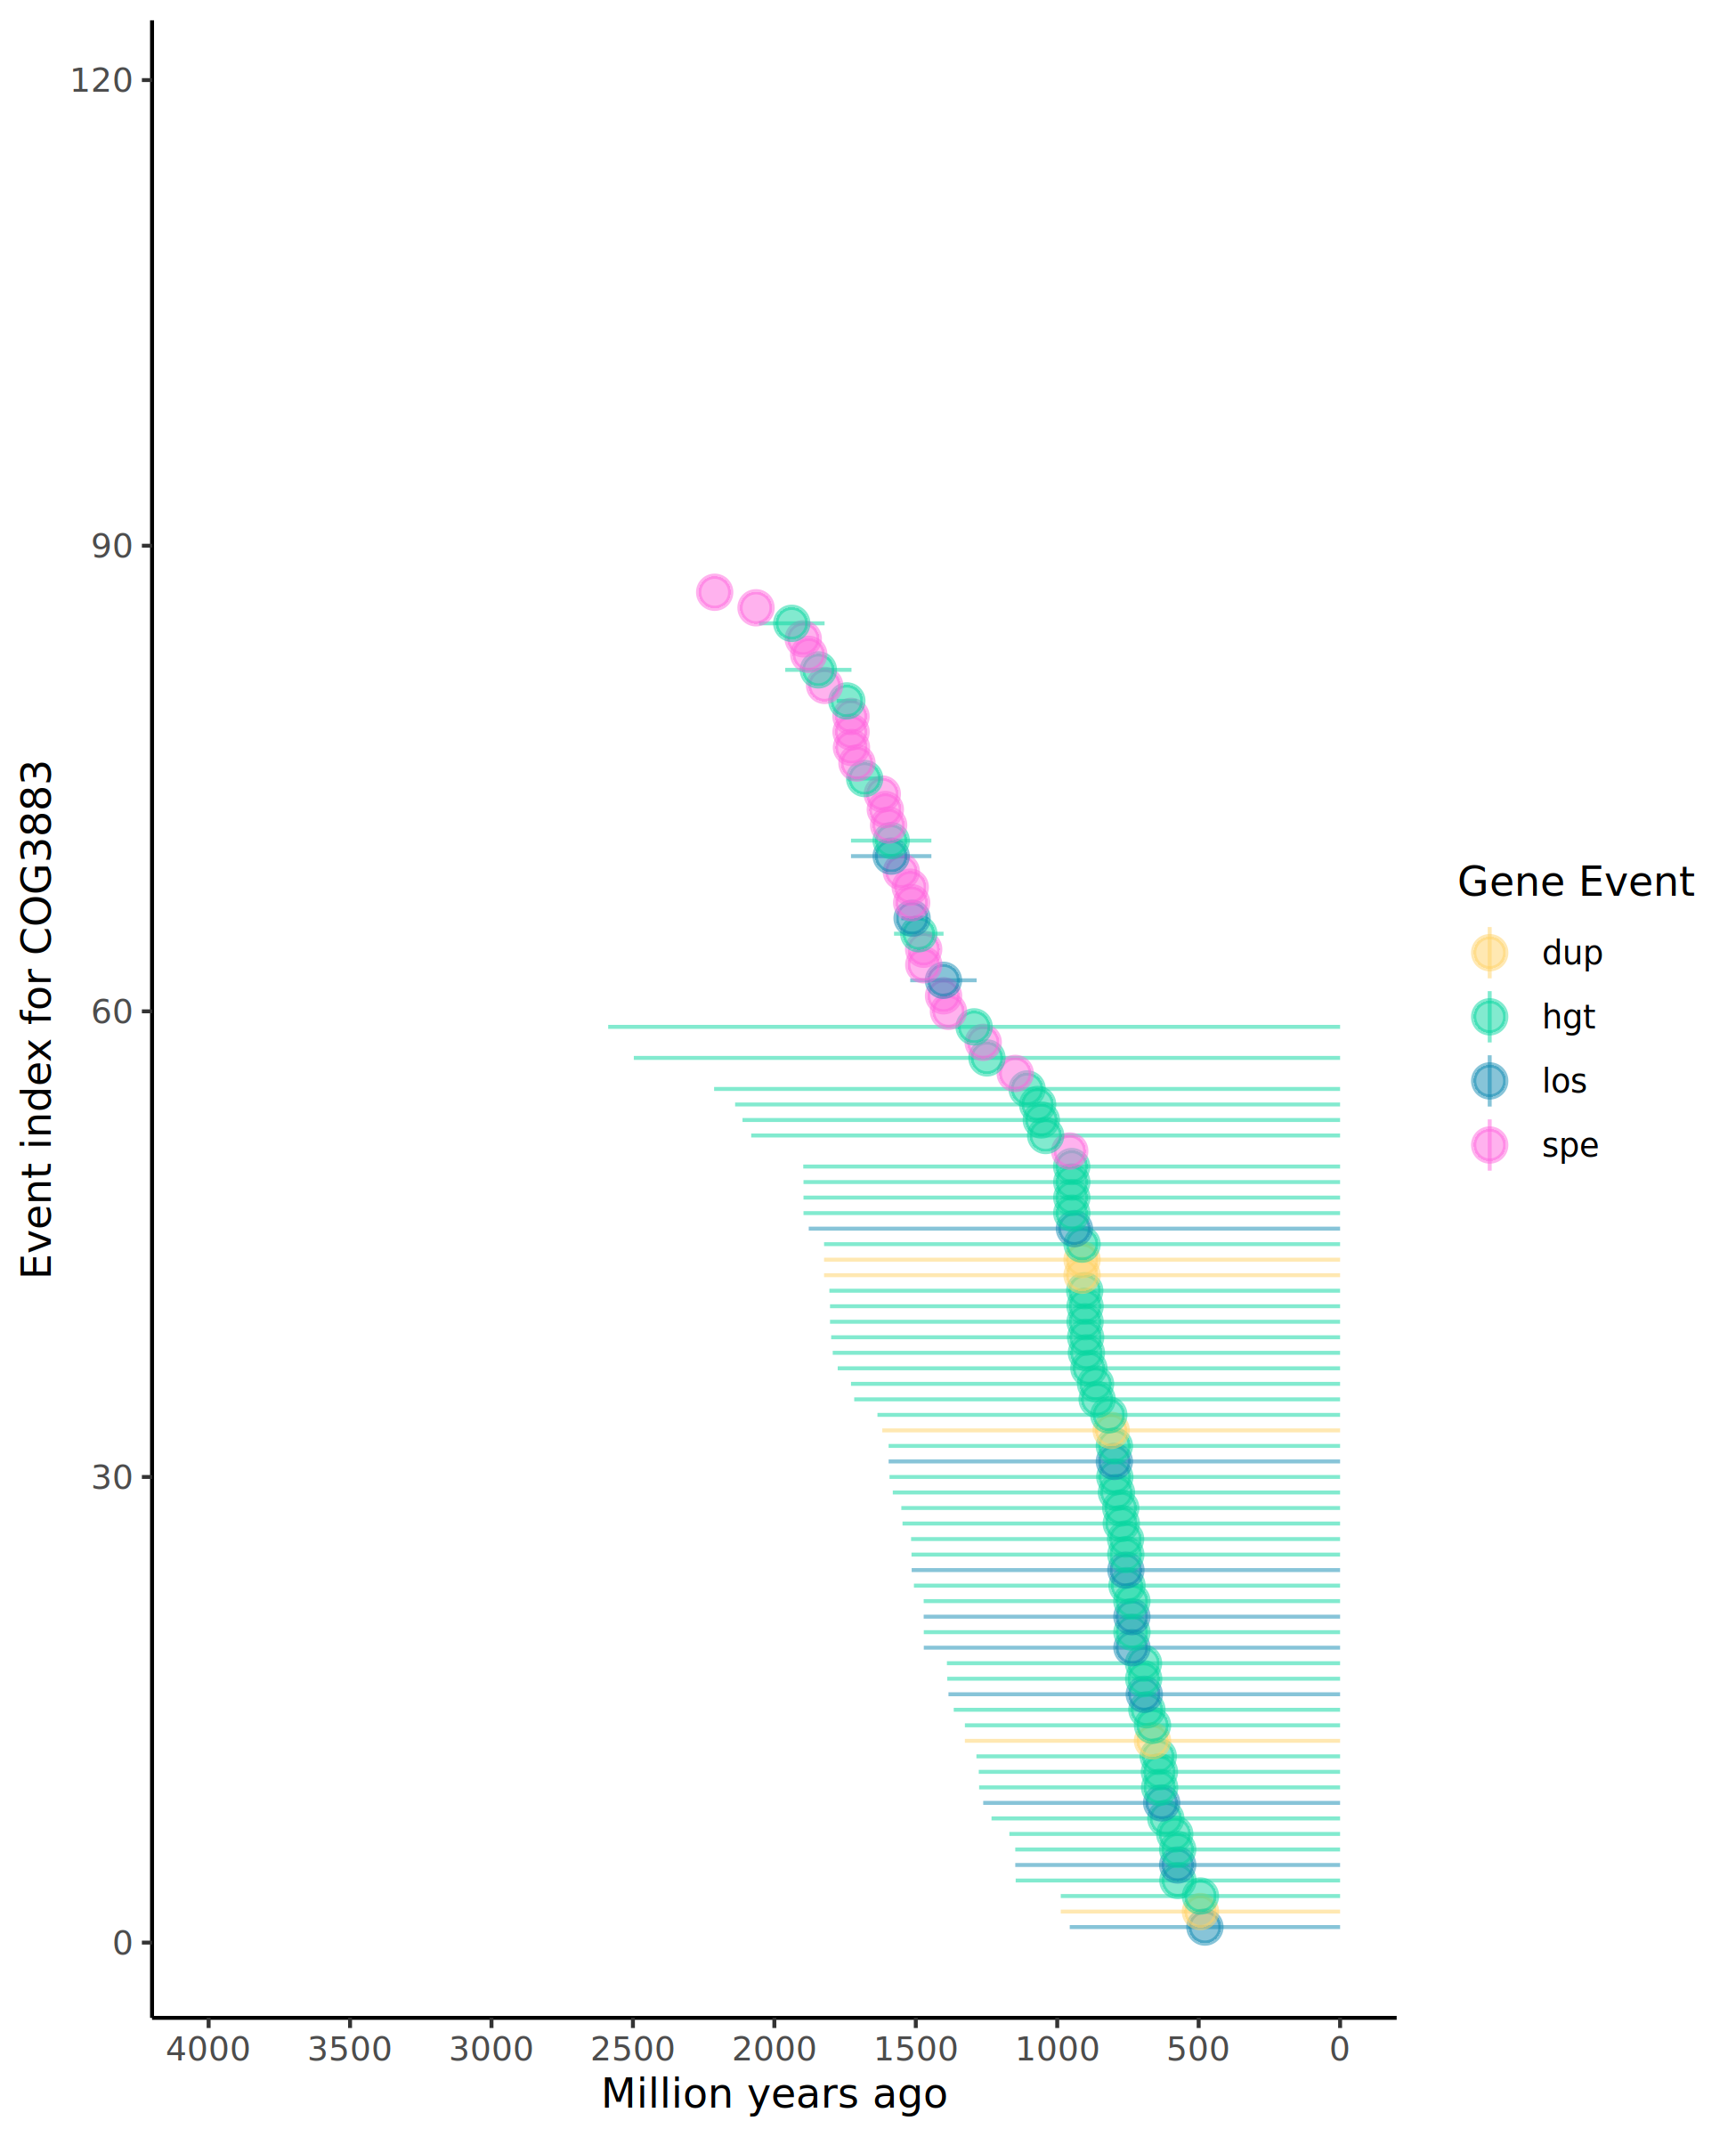 120
90
60
30
0
Event index for COG3883
4000 3500 3000 2500 2000 1500 1000 500 0
Million years ago
Gene Event
dup
hgt
los
spe